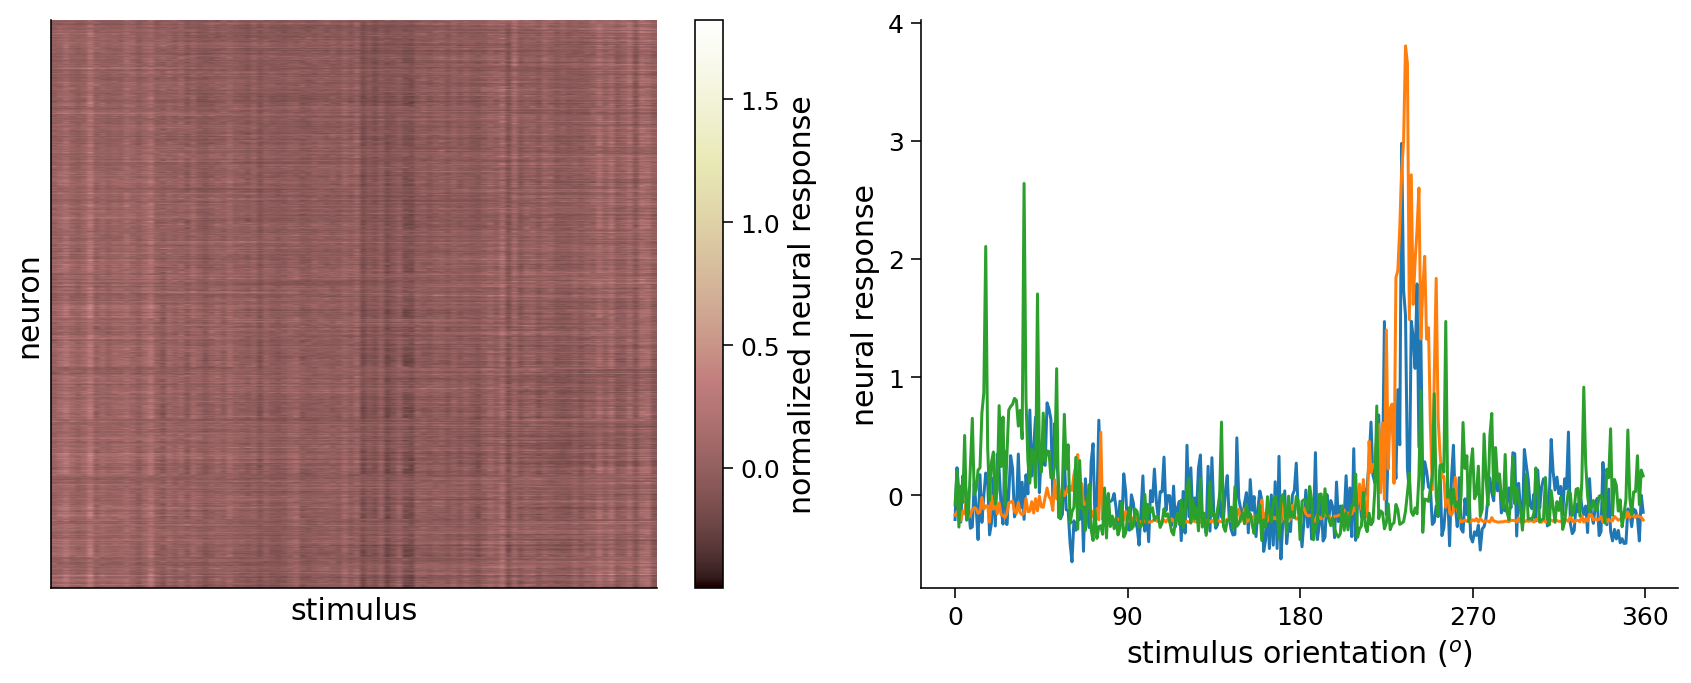 neuron
stimulus
1.5
1.0
0.5
0.0
normalized neural response
neural response
4
3
2
1
0
0 90 180 270 360
stimulus orientation (°)